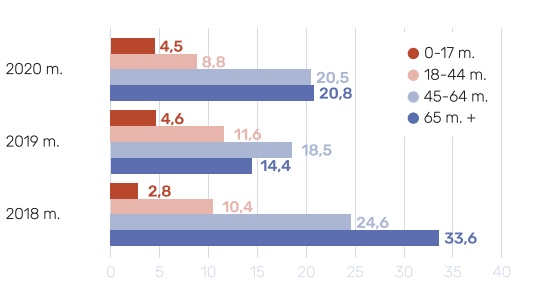 2020 m.
4,5
8,8
20,5
20,8
0-17 m.
18-44 m.
45-64 m.
65 m. +
2019 m.
4,6
11,6
18,5
14,4
2018 m.
2,8
10,4
24,6
33,6
0 5 10 15 20 25 30 35 40